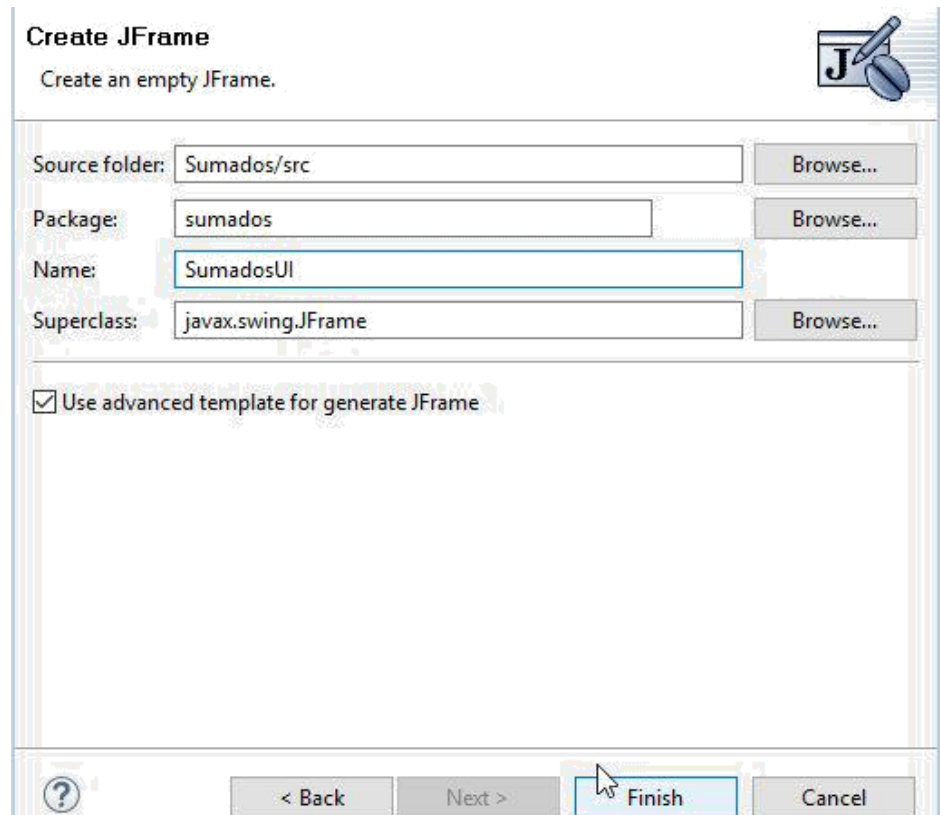 Create JFrame
Create an empty JFrame.
J
Source folder: Sumados/src Browse...
Package: sumados Browse...
Name: SumadosUI
Superclass: javax.swing.JFrame Browse...
Use advanced template for generate JFrame
? < Back Next > Finish Cancel